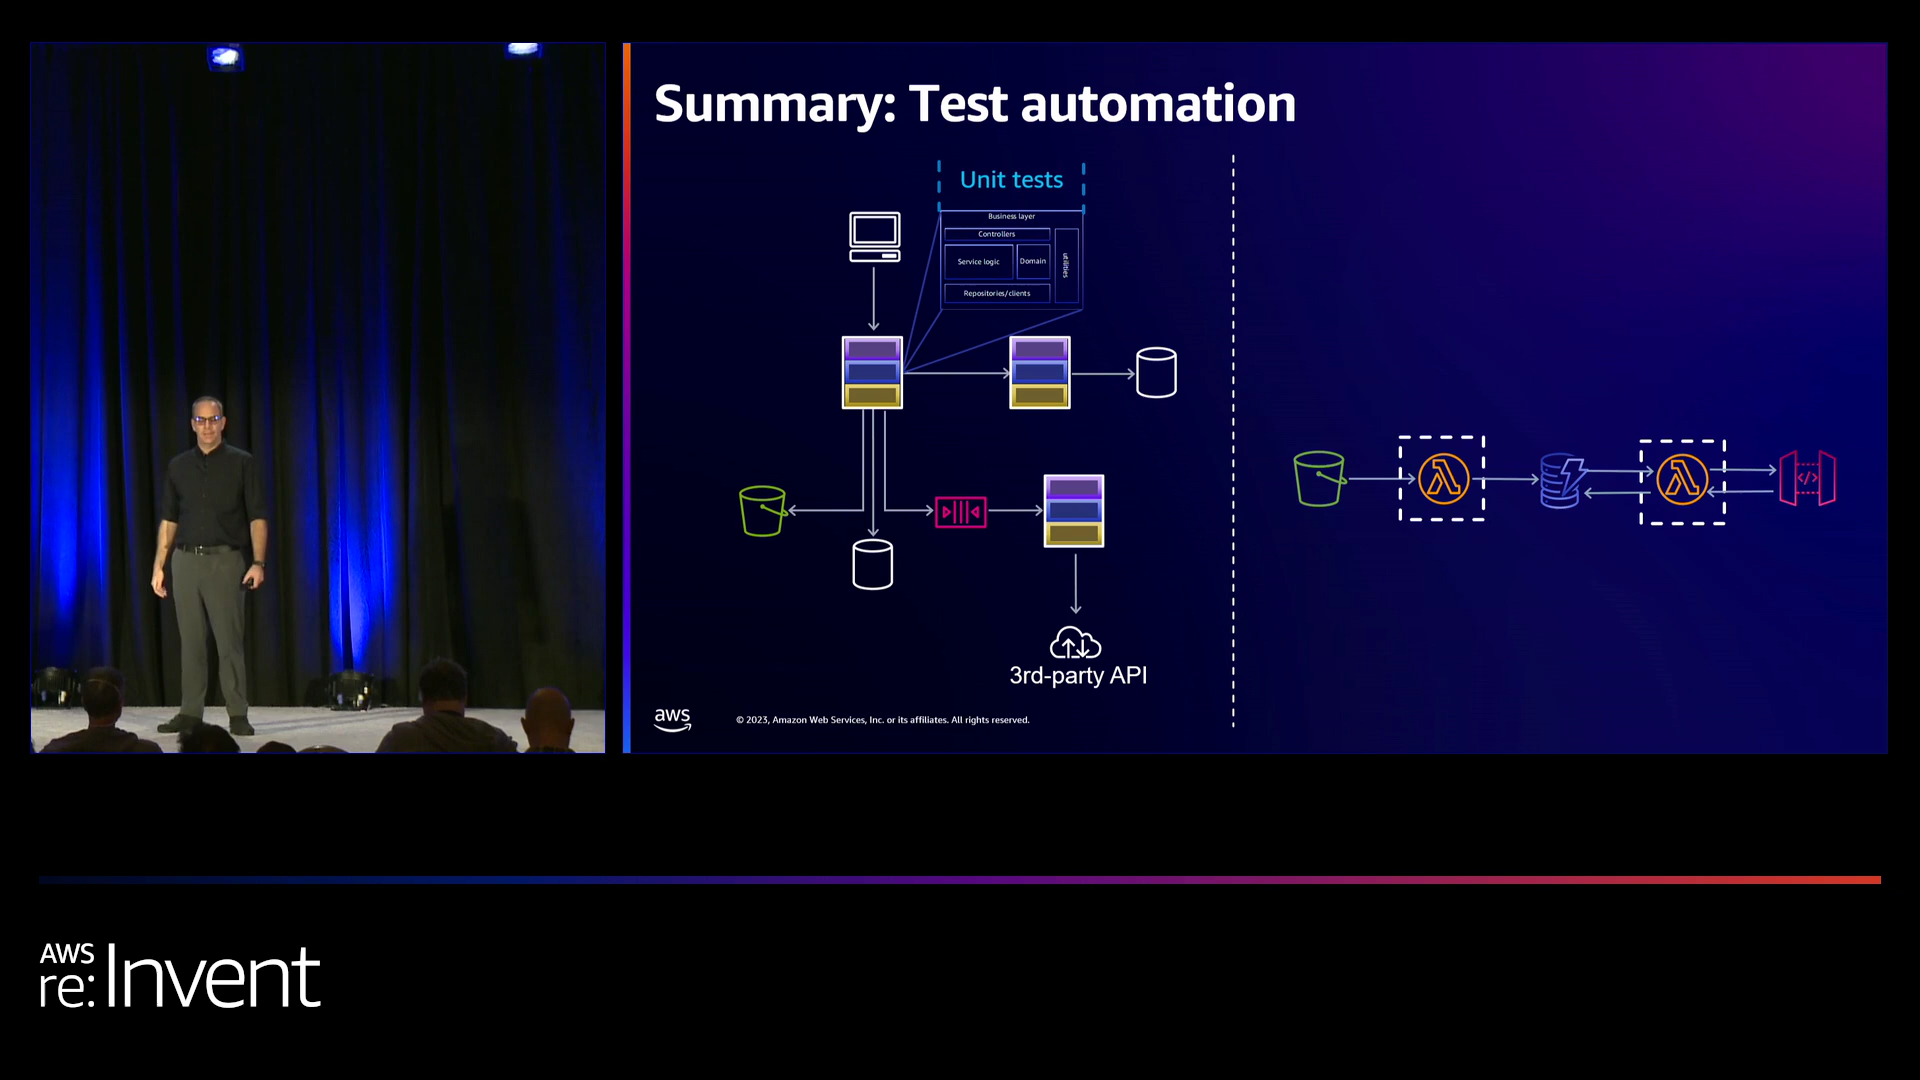 Summary: Test automation
Unit tests
Business layer
Controllers
Service logic
Domain
utilities
Repositories/clients
3rd-party API
aws
© 2023, Amazon Web Services, Inc. or its affiliates. All rights reserved.
AWS
re:Invent